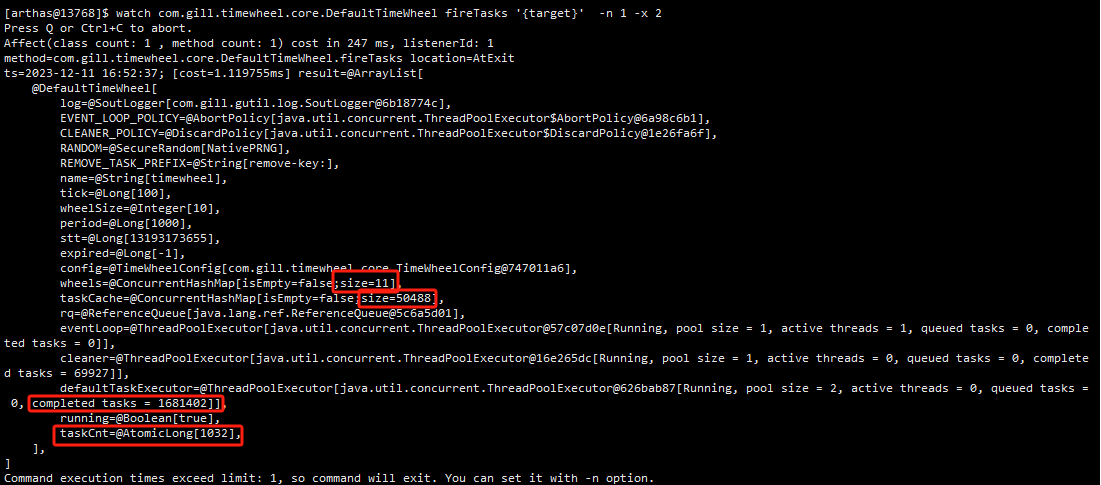 [arthas@13768]$ watch com.gill.timewheel.core.DefaultTimeWheel fireTasks '{target}'  -n 1 -x 2
Press Q or Ctrl+C to abort.
Affect(class count: 1 , method count: 1) cost in 247 ms, listenerId: 1
method=com.gill.timewheel.core.DefaultTimeWheel.fireTasks location=AtExit
ts=2023-12-11 16:52:37; [cost=1.119755ms] result=@ArrayList[
    @DefaultTimeWheel[
        log=@SoutLogger[com.gill.gutil.log.SoutLogger@6b18774c],
        EVENT_LOOP_POLICY=@AbortPolicy[java.util.concurrent.ThreadPoolExecutor$AbortPolicy@6a98c6b1],
        CLEANER_POLICY=@DiscardPolicy[java.util.concurrent.ThreadPoolExecutor$DiscardPolicy@1e26fa6f],
        RANDOM=@SecureRandom[NativePRNG],
        REMOVE_TASK_PREFIX=@String[remove-key:],
        name=@String[timewheel],
        tick=@Long[100],
        wheelSize=@Integer[10],
        period=@Long[1000],
        stt=@Long[13193173655],
        expired=@Long[-1],
        config=@TimeWheelConfig[com.gill.timewheel.core.TimeWheelConfig@747011a6],
        wheels=@ConcurrentHashMap[isEmpty=false;size=11],
        taskCache=@ConcurrentHashMap[isEmpty=false;size=50488],
        rq=@ReferenceQueue[java.lang.ref.ReferenceQueue@5c6a5d01],
        eventLoop=@ThreadPoolExecutor[java.util.concurrent.ThreadPoolExecutor@57c07d0e[Running, pool size = 1, active threads = 1, queued tasks = 0, comple
ted tasks = 0]],
        cleaner=@ThreadPoolExecutor[java.util.concurrent.ThreadPoolExecutor@16e265dc[Running, pool size = 1, active threads = 0, queued tasks = 0, complete
d tasks = 69927]],
        defaultTaskExecutor=@ThreadPoolExecutor[java.util.concurrent.ThreadPoolExecutor@626bab87[Running, pool size = 2, active threads = 0, queued tasks =
 0, completed tasks = 1681402]],
        running=@Boolean[true],
        taskCnt=@AtomicLong[1032],
    ],
]
Command execution times exceed limit: 1, so command will exit. You can set it with -n option.